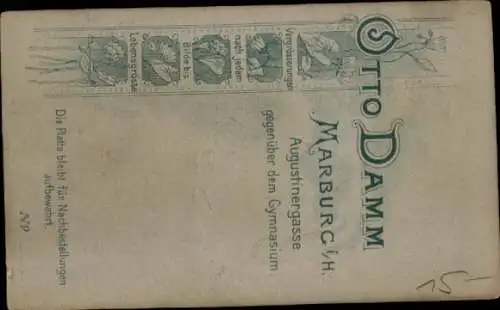 OTTO DAMM
MARBURG i/H.
Augustinergasse
gegenüber dem Gymnasium
Vergrösserungen
nach jedem
Bilde bis
Lebensgrösse
Die Platte bleibt für Nachbestellungen
aufbewahrt.
15